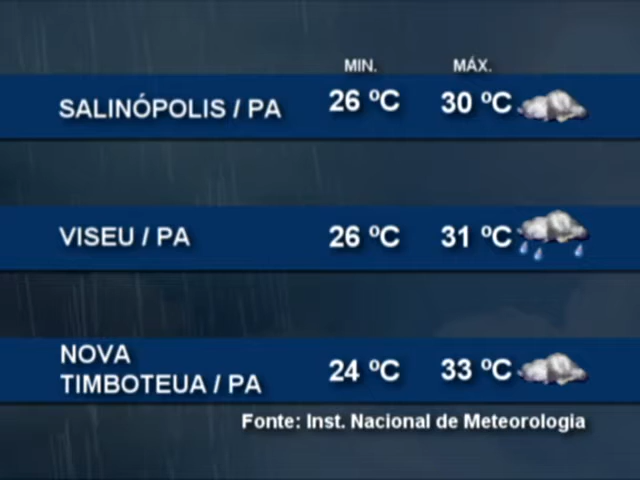 MIN. MÁX.
SALINÓPOLIS / PA 26 ºC 30 ºC
VISEU / PA 26 ºC 31 ºC
NOVA
TIMBOTEUA / PA 24 ºC 33 ºC
Fonte: Inst. Nacional de Meteorologia